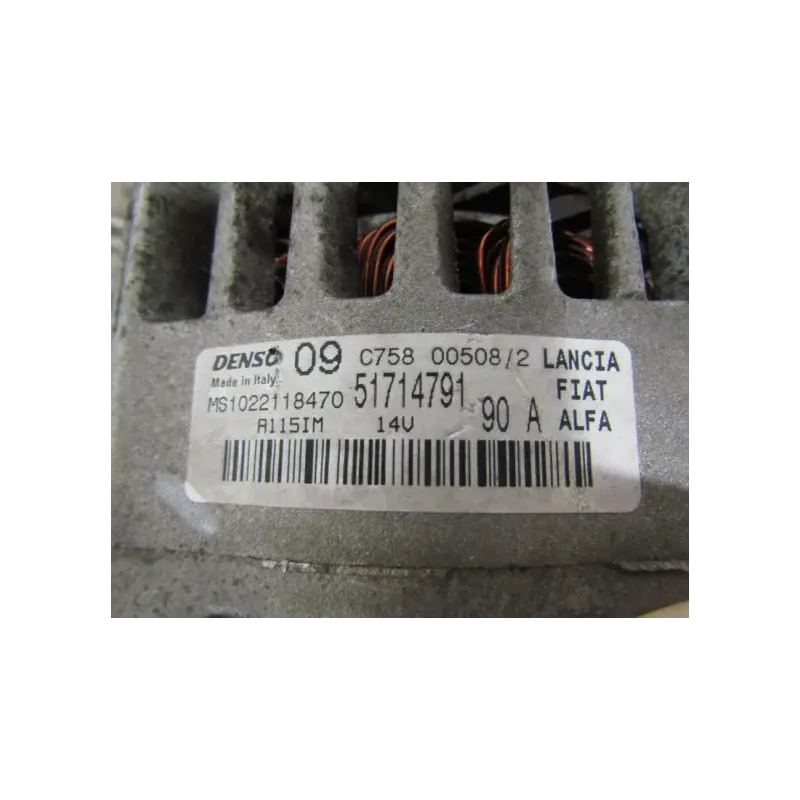 DENSO 09 C758 00508/2 LANCIA
Made in Italy 51714791 FIAT
MS1022118470 90 A ALFA
A115IM 14V